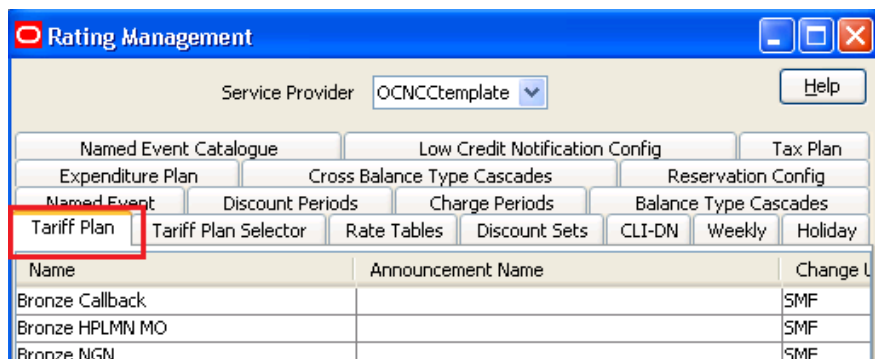 Rating Management
Service Provider OCNCCtemplate Help
Named Event Catalogue Low Credit Notification Config Tax Plan
Expenditure Plan Cross Balance Type Cascades Reservation Config
Named Event Discount Periods Charge Periods Balance Type Cascades
Tariff Plan Tariff Plan Selector Rate Tables Discount Sets CLI-DN Weekly Holiday
Name Announcement Name Change
Bronze Callback SMF
Bronze HPLMN MO SMF
Bronze NGN SMF